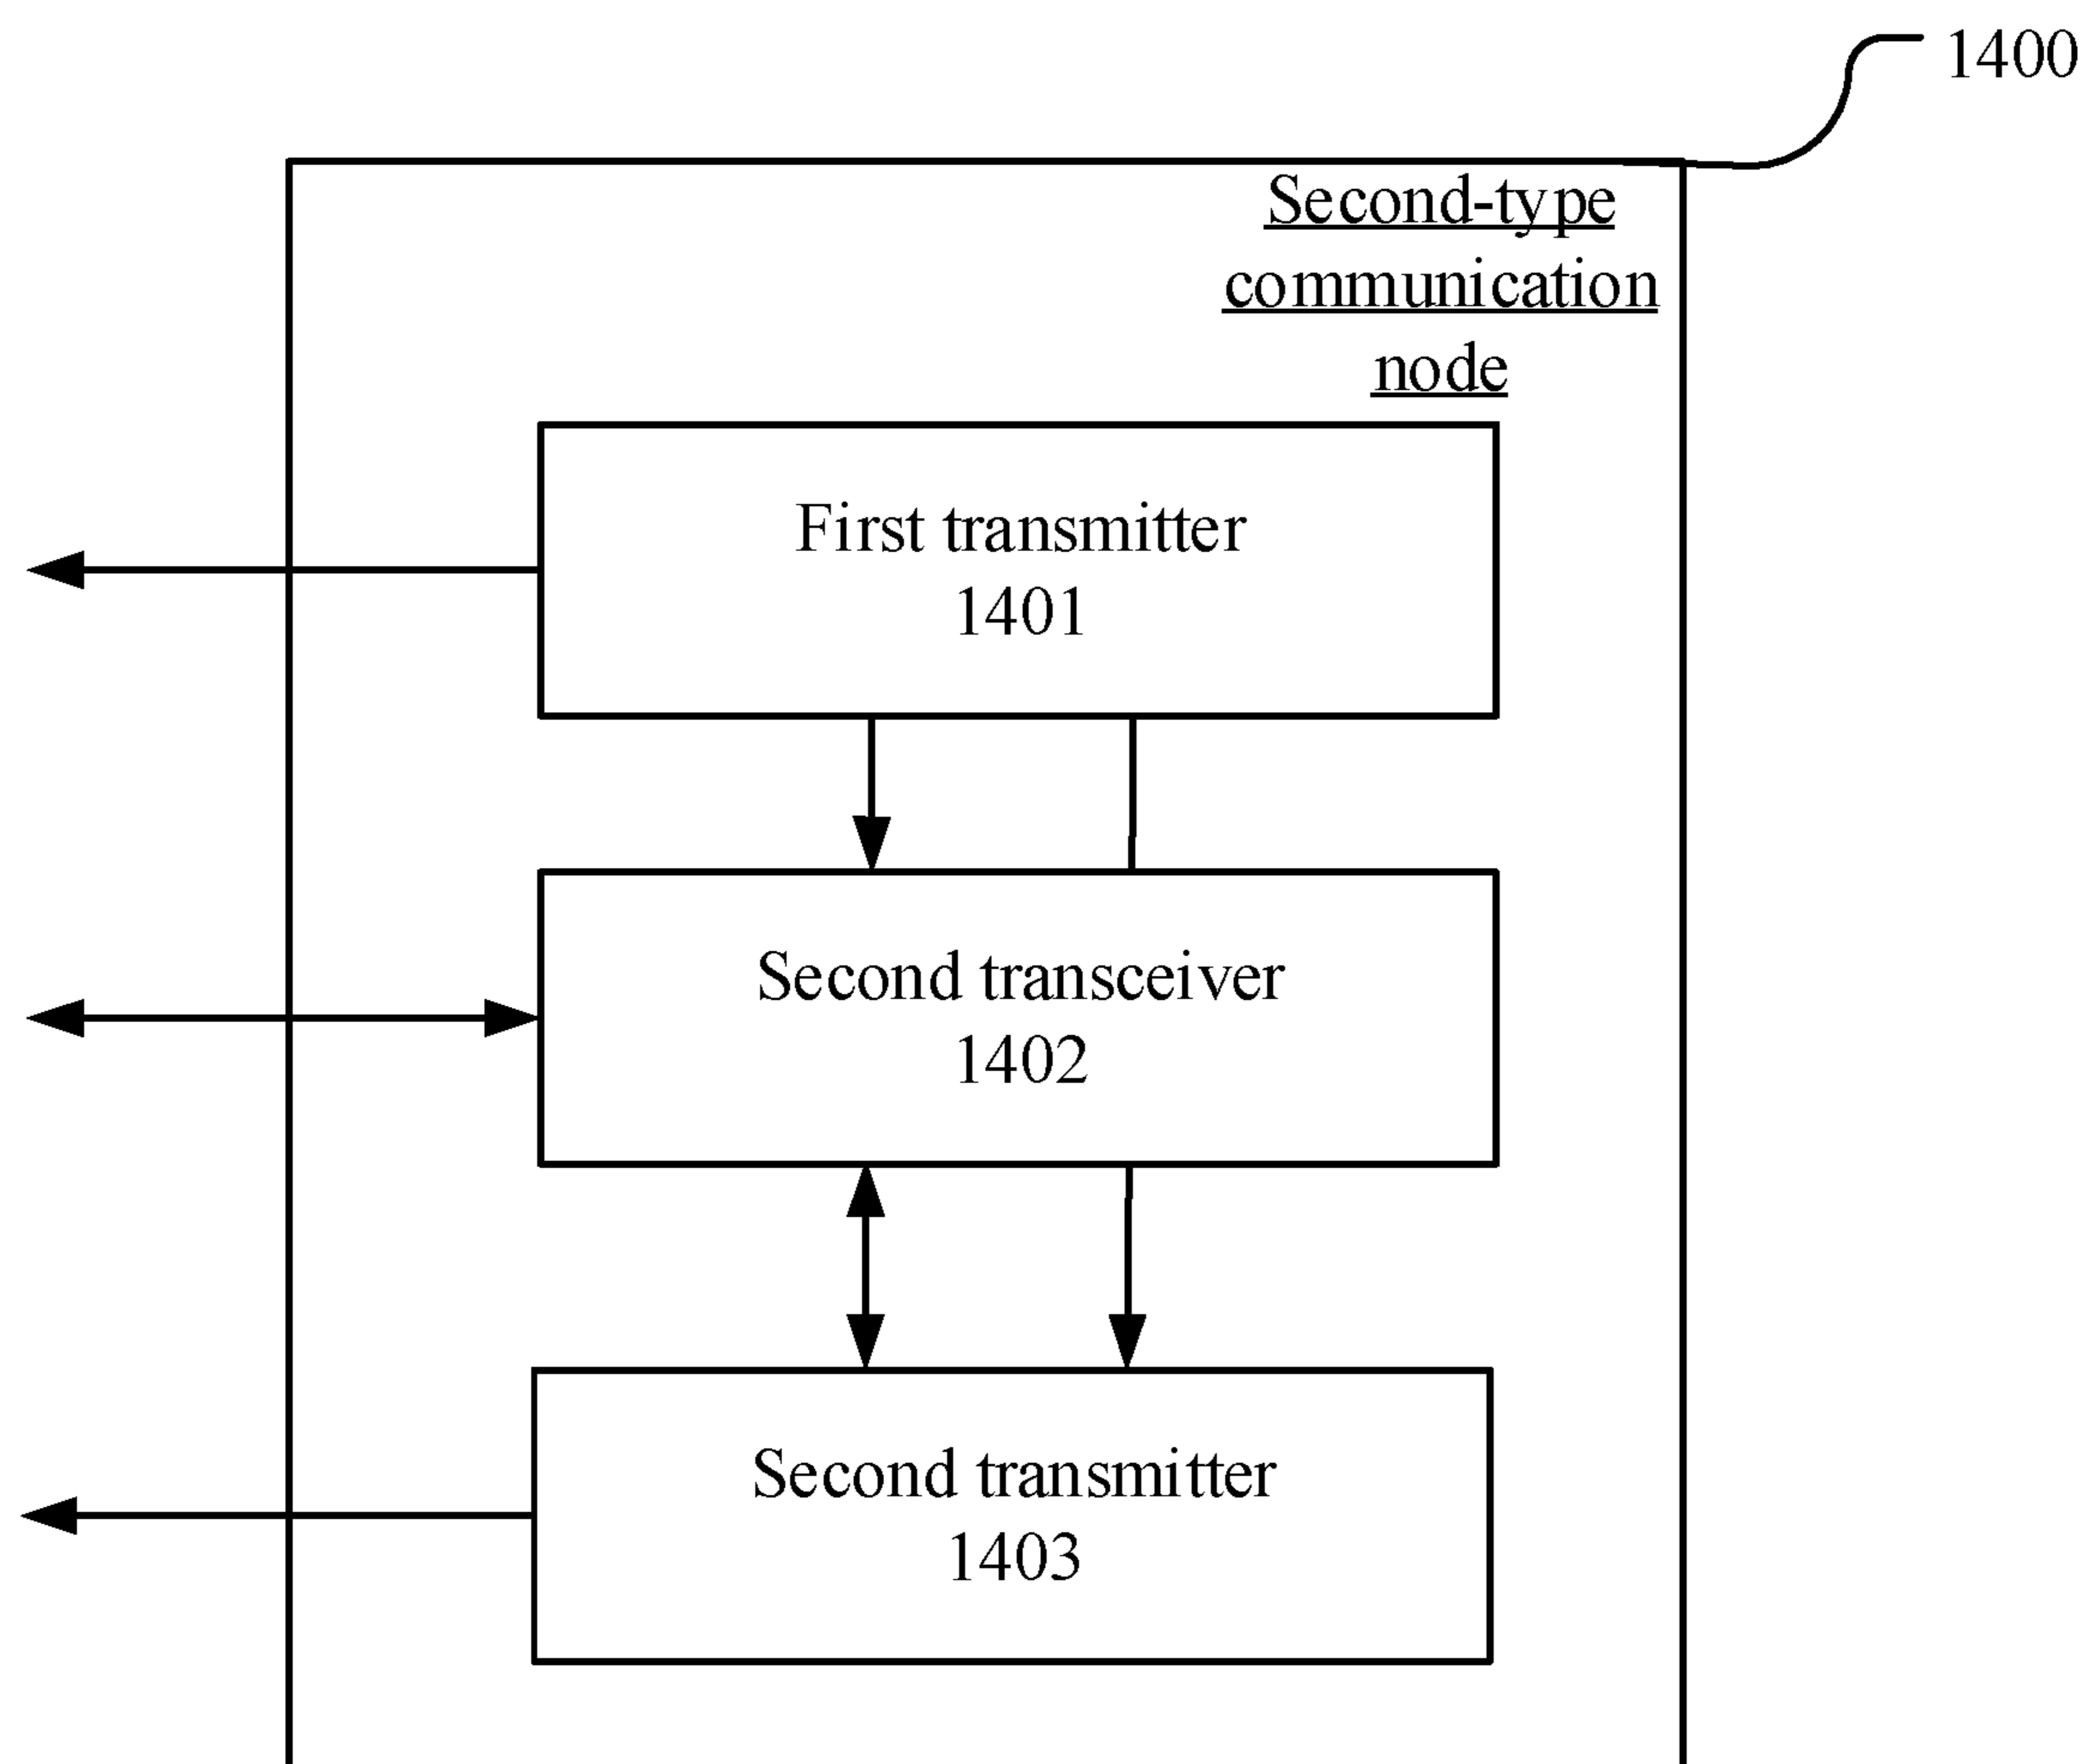 1400
Second-type
communication
node
First transmitter
1401
Second transceiver
1402
Second transmitter
1403